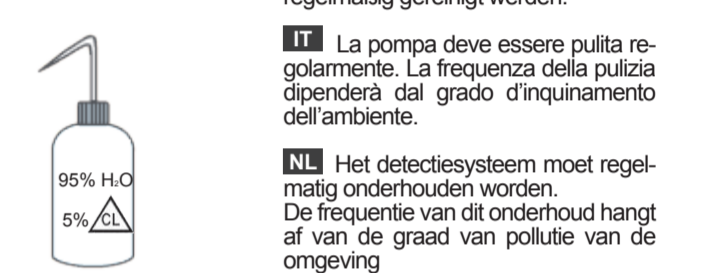 regelmäßig gereinigt werden.
IT La pompa deve essere pulita re-
golarmente. La frequenza della pulizia
dipenderà dal grado d'inquinamento
dell'ambiente.
NL Het detectiesysteem moet regel-
matig onderhouden worden.
De frequentie van dit onderhoud hangt
af van de graad van pollutie van de
omgeving
95% H₂O
5% CL